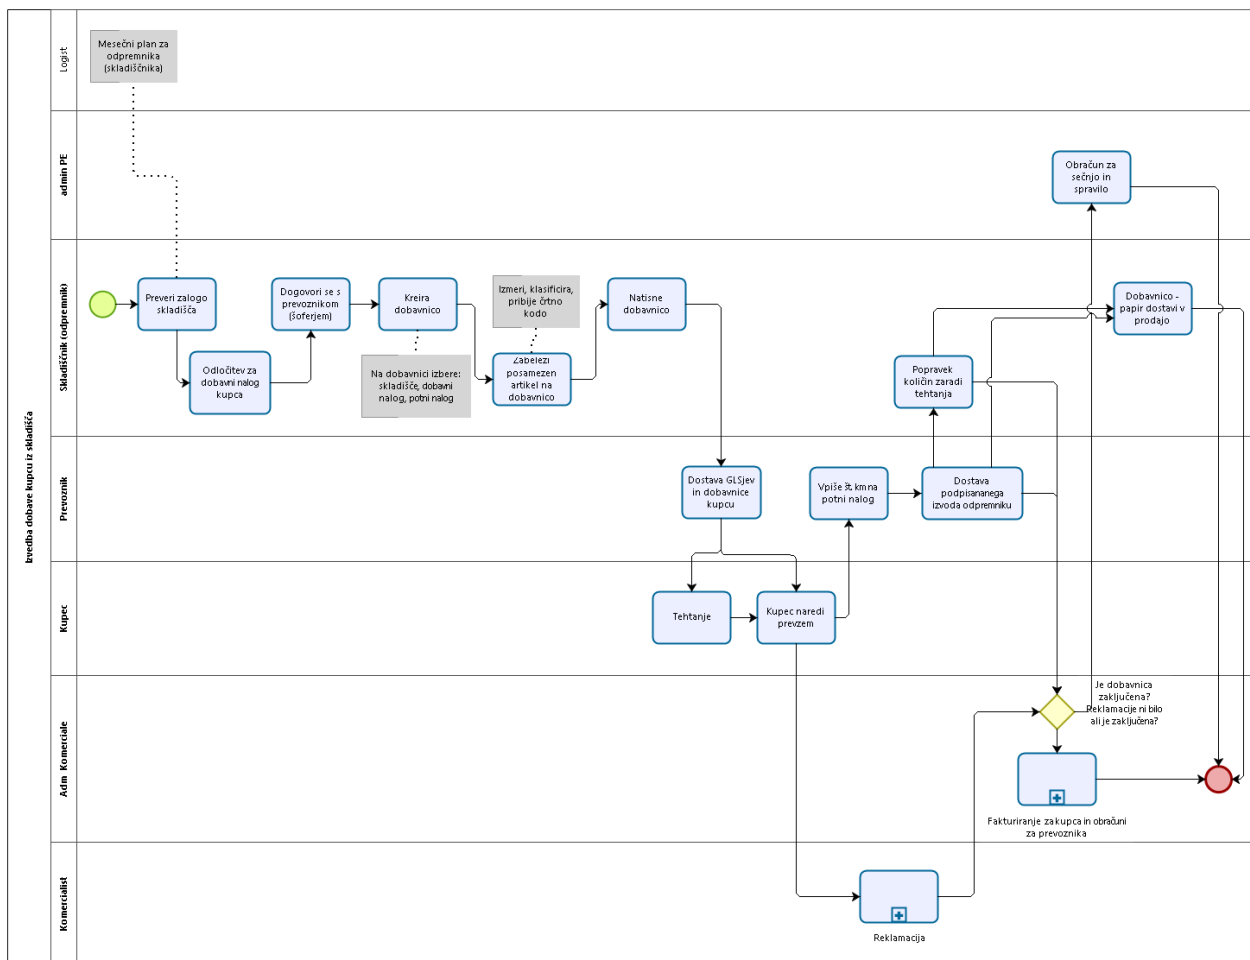 Izvedba dobave kupcu iz skladišča
Logist
Mesečni plan za
odpremnika
(skladiščnika)
admin PE
Obračun za
sečnjo in
spravilo
Skladiščnik (odpremnik)
Preveri zalogo
skladišča
Odločitev za
dobavni nalog
kupca
Dogovori se s
prevoznikom
(šoferjem)
Kreira
dobavnico
Na dobavnici izbere:
skladišče, dobavni
nalog, potni nalog
Izmeri, klasificira,
pribije črtno
kodo
Zabeleži
posamezen
artikel na
dobavnico
Natisne
dobavnico
Popravek
količin zaradi
tehtanja
Dobavnico -
papir dostavi v
prodajo
Prevoznik
Dostava GLSjev
in dobavnice
kupcu
Vpiše št. km na
potni nalog
Dostava
podpisananega
izvoda odpremniku
Kupec
Tehtanje
Kupec naredi
prevzem
Adm Komerciale
Je dobavnica
zaključena?
Reklamacije ni bilo
ali je zaključena?
Fakturiranje za kupca in obračuni
za prevoznika
Komercialist
Reklamacija